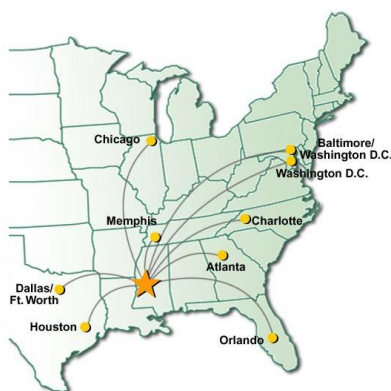 Chicago
Baltimore/
Washington D.C.
Washington D.C.
Memphis
Charlotte
Atlanta
Dallas/
Ft. Worth
Houston
Orlando